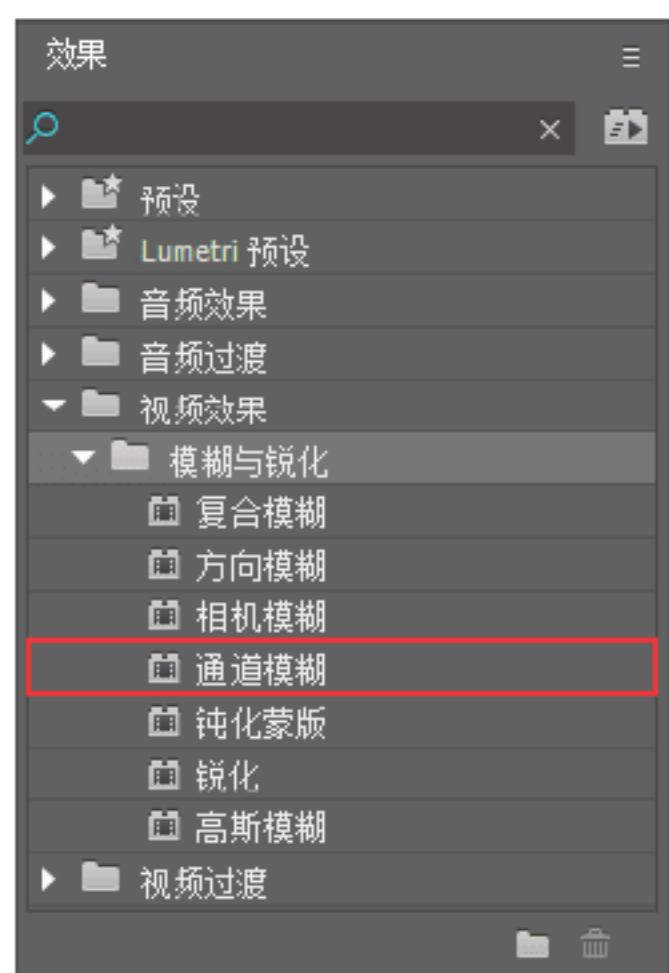 效果
预设
Lumetri 预设
音频效果
音频过渡
视频效果
模糊与锐化
复合模糊
方向模糊
相机模糊
通道模糊
钝化蒙版
锐化
高斯模糊
视频过渡